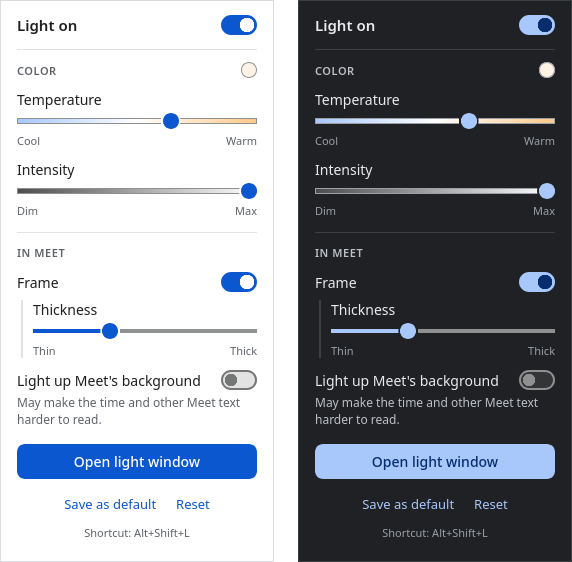 Light on
COLOR
Temperature
Cool Warm
Intensity
Dim Max
IN MEET
Frame
Thickness
Thin Thick
Light up Meet's background
May make the time and other Meet text
harder to read.
Open light window
Save as default Reset
Shortcut: Alt+Shift+L
Light on
COLOR
Temperature
Cool Warm
Intensity
Dim Max
IN MEET
Frame
Thickness
Thin Thick
Light up Meet's background
May make the time and other Meet text
harder to read.
Open light window
Save as default Reset
Shortcut: Alt+Shift+L